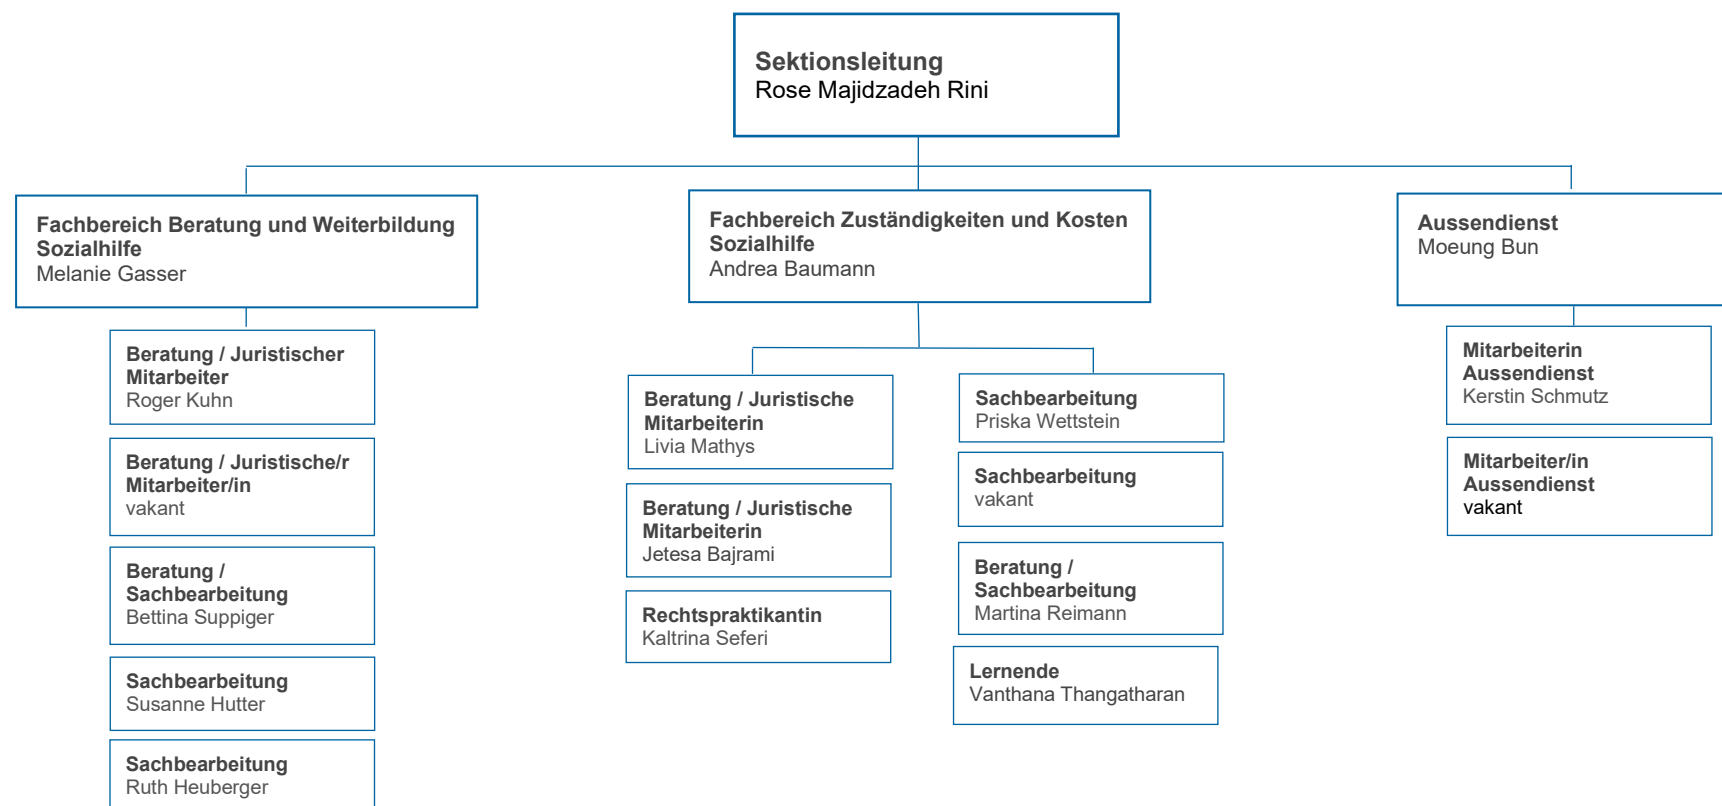 Sektionsleitung
Rose Majidzadeh Rini
Fachbereich Beratung und Weiterbildung
Sozialhilfe
Melanie Gasser
Fachbereich Zuständigkeiten und Kosten
Sozialhilfe
Andrea Baumann
Aussendienst
Moeung Bun
Beratung / Juristischer
Mitarbeiter
Roger Kuhn
Beratung / Juristische/r
Mitarbeiter/in
vakant
Beratung /
Sachbearbeitung
Bettina Suppiger
Sachbearbeitung
Susanne Hutter
Sachbearbeitung
Ruth Heuberger
Beratung / Juristische
Mitarbeiterin
Livia Mathys
Beratung / Juristische
Mitarbeiterin
Jetesa Bajrami
Rechtspraktikantin
Kaltrina Seferi
Sachbearbeitung
Priska Wettstein
Sachbearbeitung
vakant
Beratung /
Sachbearbeitung
Martina Reimann
Lernende
Vanthana Thangatharan
Mitarbeiterin
Aussendienst
Kerstin Schmutz
Mitarbeiter/in
Aussendienst
vakant